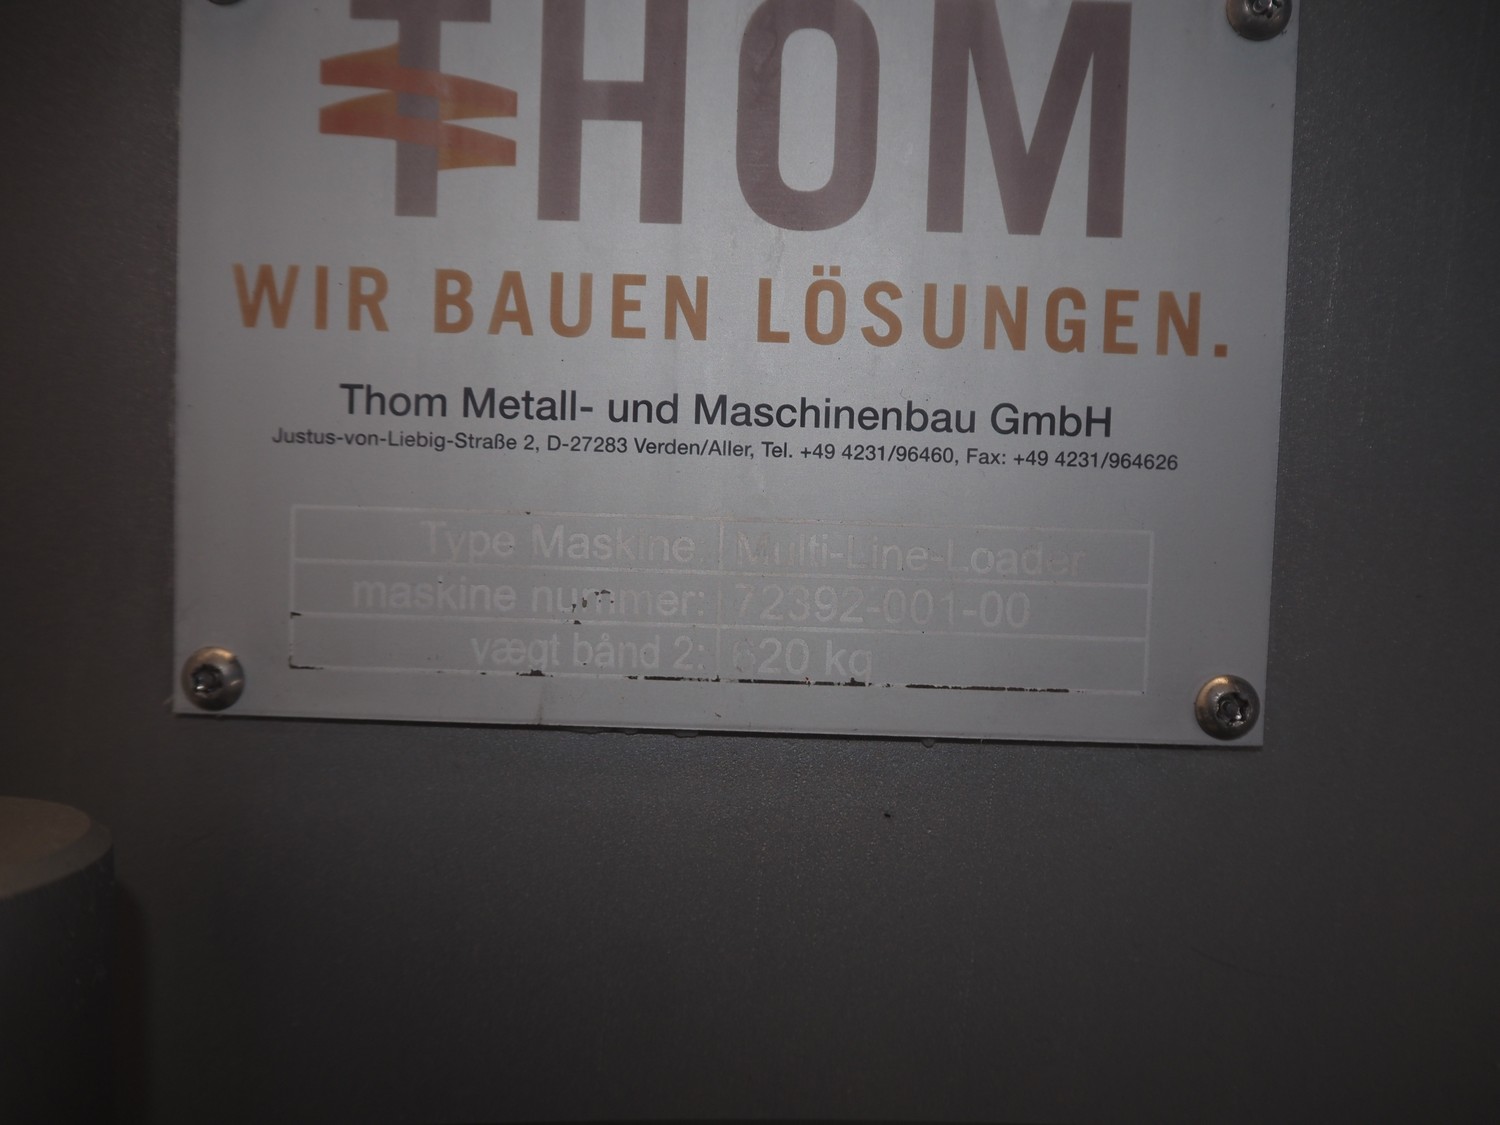 THOM
WIR BAUEN LÖSUNGEN.
Thom Metall- und Maschinenbau GmbH
Justus-von-Liebig-Straße 2, D-27283 Verden/Aller, Tel. +49 4231/96460, Fax: +49 4231/964626
Type Maskine: Multi-Line-Loader
maskine nummer: 72392-001-00
vægt bånd 2: 620 kg